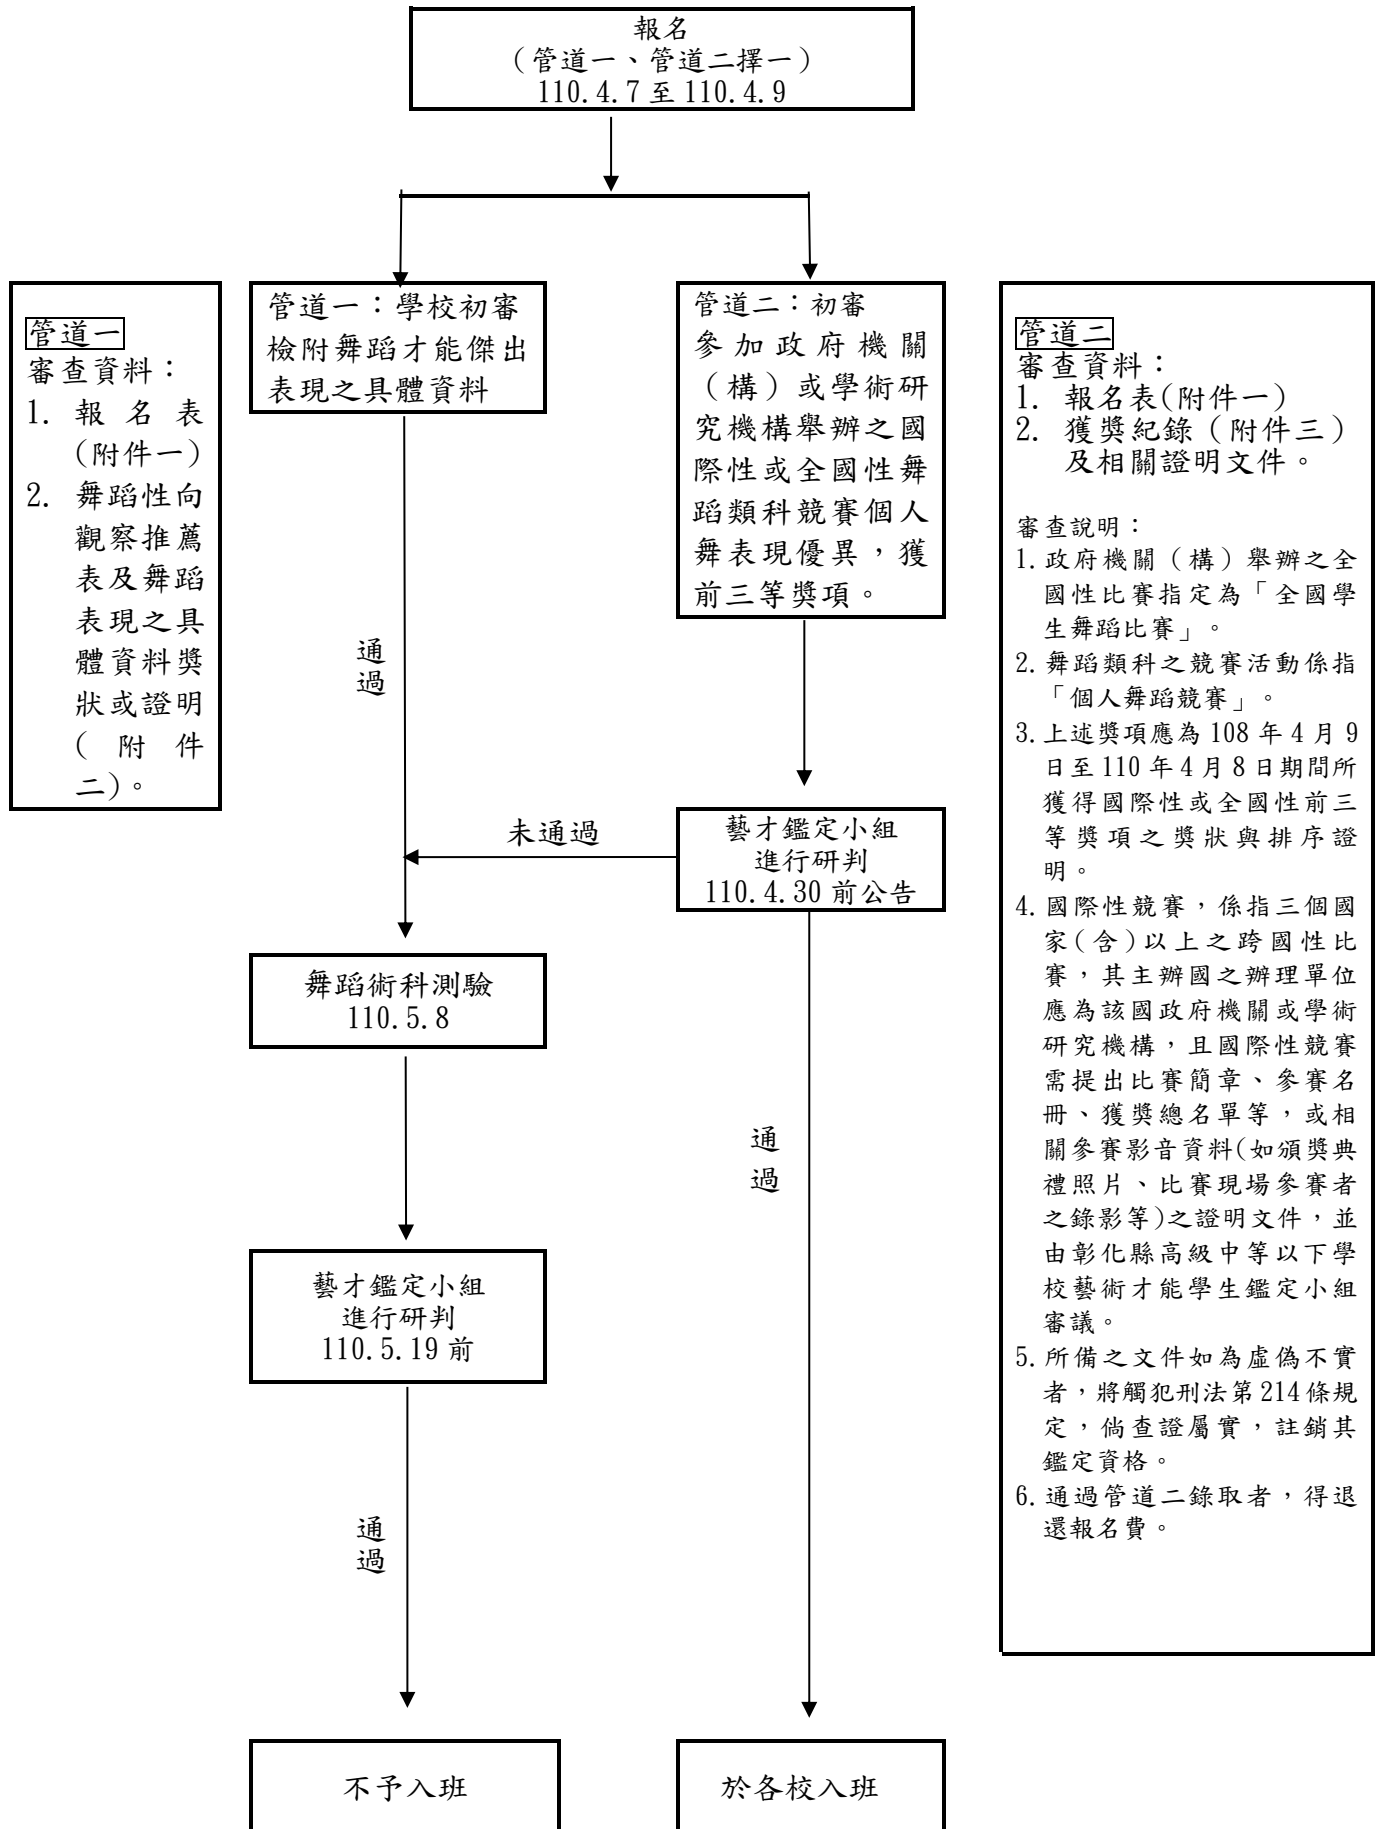 報名
（管道一、管道二擇一）
110.4.7 至 110.4.9
管道一
審查資料：
1. 報名表
(附件一)
2. 舞蹈性向
觀察推薦
表及舞蹈
表現之具
體資料獎
狀或證明
(附件
二)。
管道一：學校初審
檢附舞蹈才能傑出
表現之具體資料
管道二：初審
參加政府機關
（構）或學術研
究機構舉辦之國
際性或全國性舞
蹈類科競賽個人
舞表現優異，獲
前三等獎項。
管道二
審查資料：
1. 報名表(附件一)
2. 獲獎紀錄（附件三）
及相關證明文件。
審查說明：
1.政府機關（構）舉辦之全
國性比賽指定為「全國學
生舞蹈比賽」。
2.舞蹈類科之競賽活動係指
「個人舞蹈競賽」。
3.上述獎項應為 108 年 4 月 9
日至 110 年 4 月 8 日期間所
獲得國際性或全國性前三
等獎項之獎狀與排序證
明。
4.國際性競賽，係指三個國
家(含)以上之跨國性比
賽，其主辦國之辦理單位
應為該國政府機關或學術
研究機構，且國際性競賽
需提出比賽簡章、參賽名
冊、獲獎總名單等，或相
關參賽影音資料(如頒獎典
禮照片、比賽現場參賽者
之錄影等)之證明文件，並
由彰化縣高級中等以下學
校藝術才能學生鑑定小組
審議。
5.所備之文件如為虛偽不實
者，將觸犯刑法第 214 條規
定，倘查證屬實，註銷其
鑑定資格。
6.通過管道二錄取者，得退
還報名費。
通
過
未通過
藝才鑑定小組
進行研判
110.4.30 前公告
舞蹈術科測驗
110.5.8
通
過
藝才鑑定小組
進行研判
110.5.19 前
通
過
不予入班
於各校入班